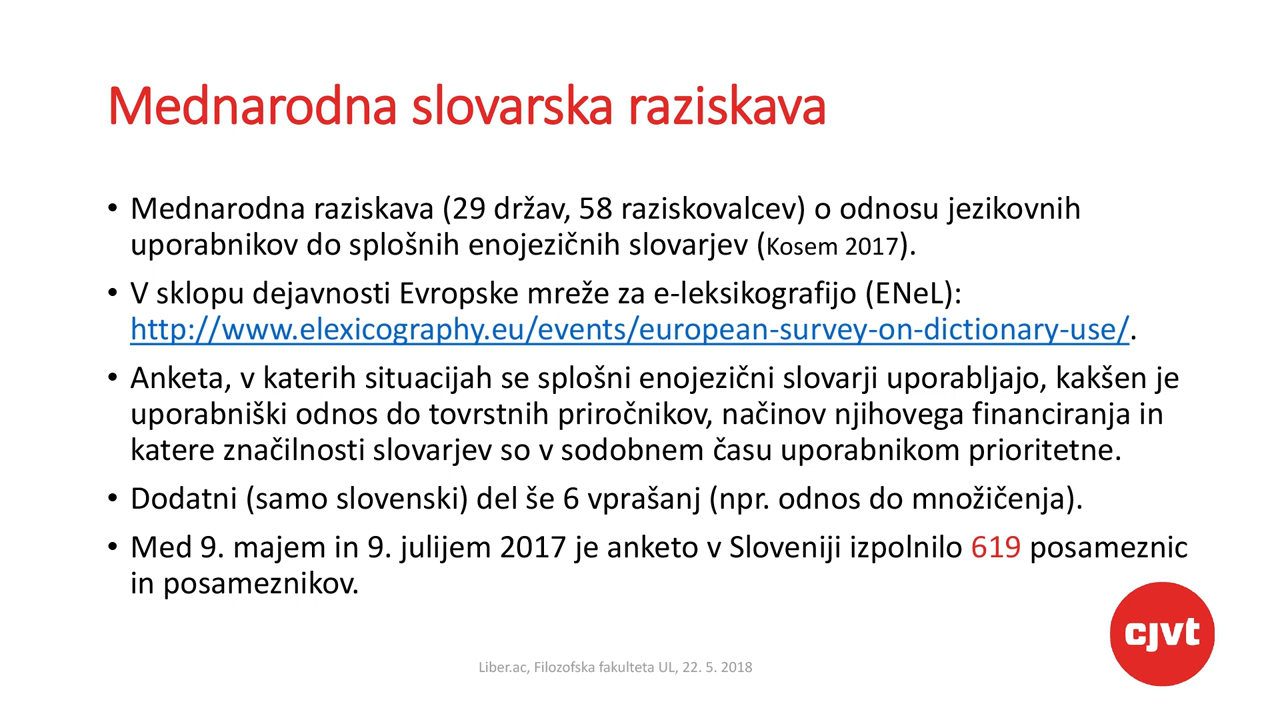 Mednarodna slovarska raziskava
• Mednarodna raziskava (29 držav, 58 raziskovalcev) o odnosu jezikovnih
uporabnikov do splošnih enojezičnih slovarjev (Kosem 2017).
• V sklopu dejavnosti Evropske mreže za e-leksikografijo (ENeL):
http://www.elexicography.eu/events/european-survey-on-dictionary-use/.
• Anketa, v katerih situacijah se splošni enojezični slovarji uporabljajo, kakšen je
uporabniški odnos do tovrstnih priročnikov, načinov njihovega financiranja in
katere značilnosti slovarjev so v sodobnem času uporabnikom prioritetne.
• Dodatni (samo slovenski) del še 6 vprašanj (npr. odnos do množičenja).
• Med 9. majem in 9. julijem 2017 je anketo v Sloveniji izpolnilo 619 posameznic
in posameznikov.
cjvt
Liber.ac, Filozofska fakulteta UL, 22. 5. 2018